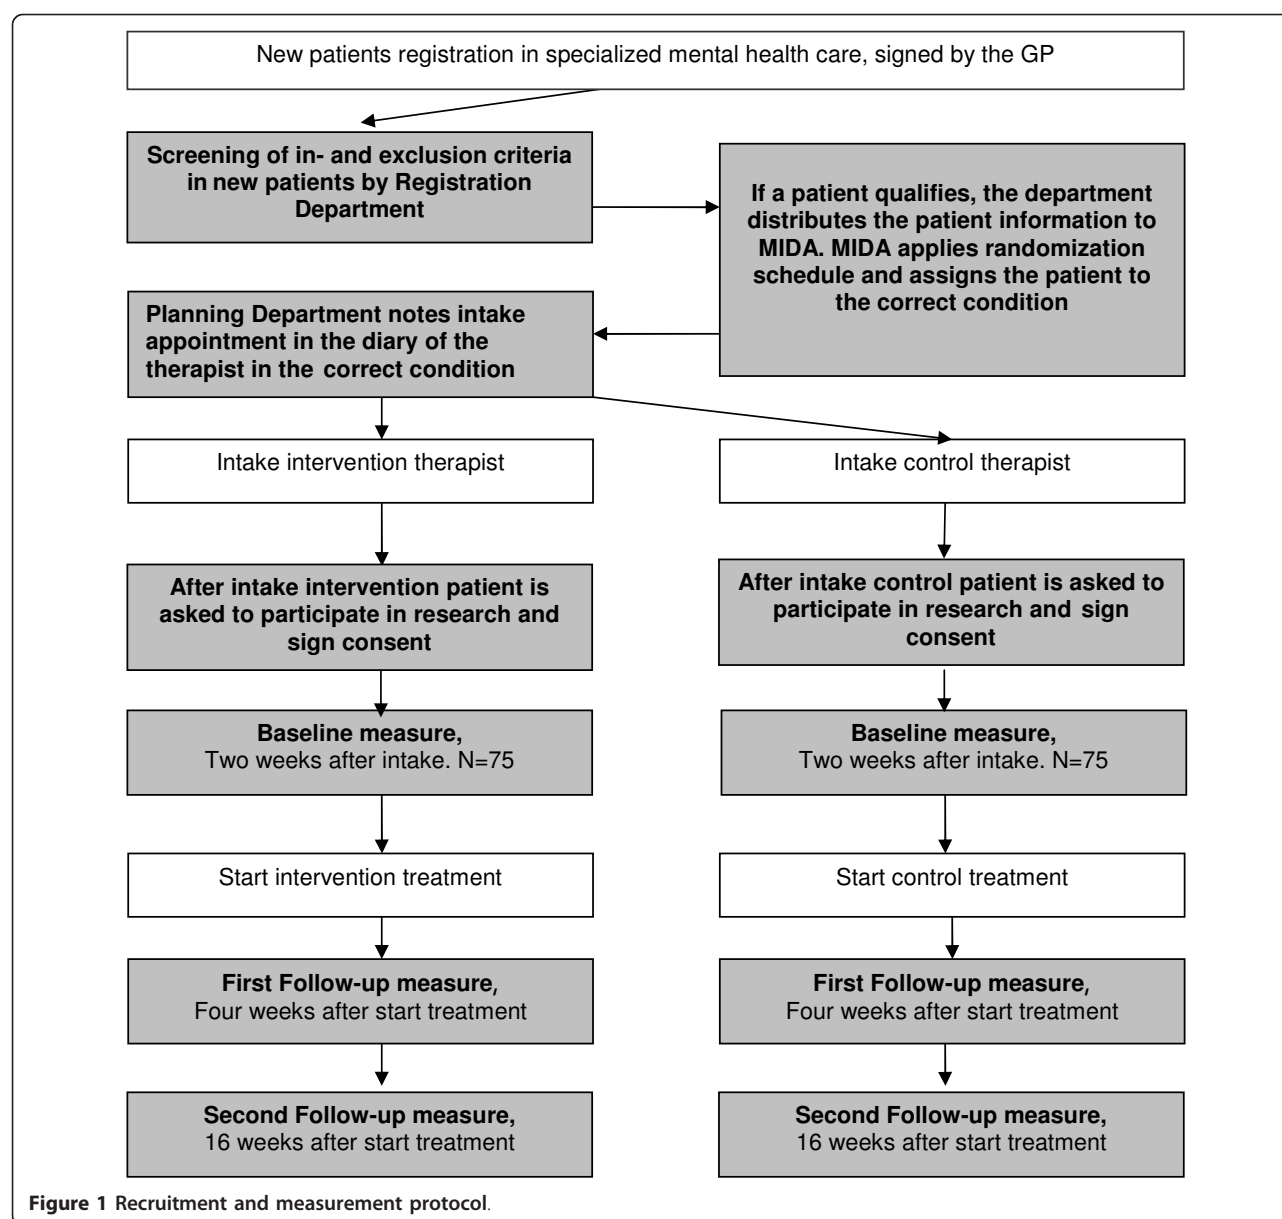 New patients registration in specialized mental health care, signed by the GP
Screening of in- and exclusion criteria
in new patients by Registration
Department
If a patient qualifies, the department
distributes the patient information to
MIDA. MIDA applies randomization
schedule and assigns the patient to
the correct condition
Planning Department notes intake
appointment in the diary of the
therapist in the correct condition
Intake intervention therapist
Intake control therapist
After intake intervention patient is
asked to participate in research and
sign consent
After intake control patient is asked to
participate in research and sign
consent
Baseline measure,
Two weeks after intake. N=75
Baseline measure,
Two weeks after intake. N=75
Start intervention treatment
Start control treatment
First Follow-up measure,
Four weeks after start treatment
First Follow-up measure,
Four weeks after start treatment
Second Follow-up measure,
16 weeks after start treatment
Second Follow-up measure,
16 weeks after start treatment
Figure 1 Recruitment and measurement protocol.